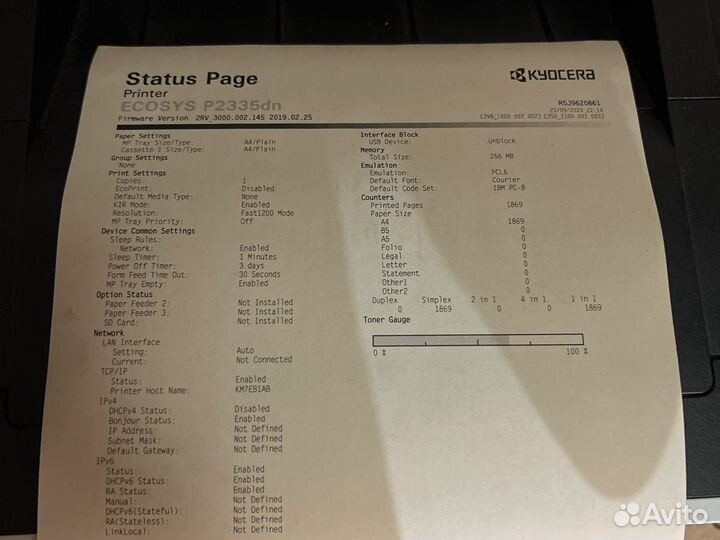 Status Page
Printer
ECOSYS P2335dn
Firmware Version 2RV_3000.002.145 2019.02.25
KYOCERA
R5J9620861
23/09/2025 22:14
Paper Settings
MP Tray Size/Type: A4/Plain
Cassette 1 Size/Type: A4/Plain
Group Settings
None
Print Settings
Copies: 1
EcoPrint: Disabled
Default Media Type: None
KIR Mode: Enabled
Resolution: Fast1200 Mode
MP Tray Priority: Off
Device Common Settings
Sleep Rules:
Network: Enabled
Sleep Timer: 1 Minutes
Power Off Timer: 3 days
Form Feed Time Out: 30 Seconds
MP Tray Empty: Enabled
Option Status
Paper Feeder 2: Not Installed
Paper Feeder 3: Not Installed
SD Card: Not Installed
Network
LAN Interface
Setting: Auto
Current: Not Connected
TCP/IP
Status: Enabled
Printer Host Name: KM7EB1AB
IPv4
DHCPv4 Status: Disabled
Bonjour Status: Enabled
IP Address: Not Defined
Subnet Mask: Not Defined
Default Gateway: Not Defined
IPv6
Status: Enabled
DHCPv6 Status: Enabled
RA Status: Enabled
Manual: Not Defined
DHCPv6(Stateful): Not Defined
RA(Stateless): Not Defined
LinkLocal: Not Defined
Interface Block
USB Device: Unblock
Memory
Total Size: 256 MB
Emulation
Emulation: PCL6
Default Font: Courier
Default Code Set: IBM PC-8
Counters
Printed Pages 1869
Paper Size
A4 1869
B5 0
A5 0
Folio 0
Legal 0
Letter 0
Statement 0
Other1 0
Other2 0
Duplex Simplex 2 in 1 4 in 1 1 in 1
0 1869 0 0 1869
Toner Gauge
0 % 100 %
Avito